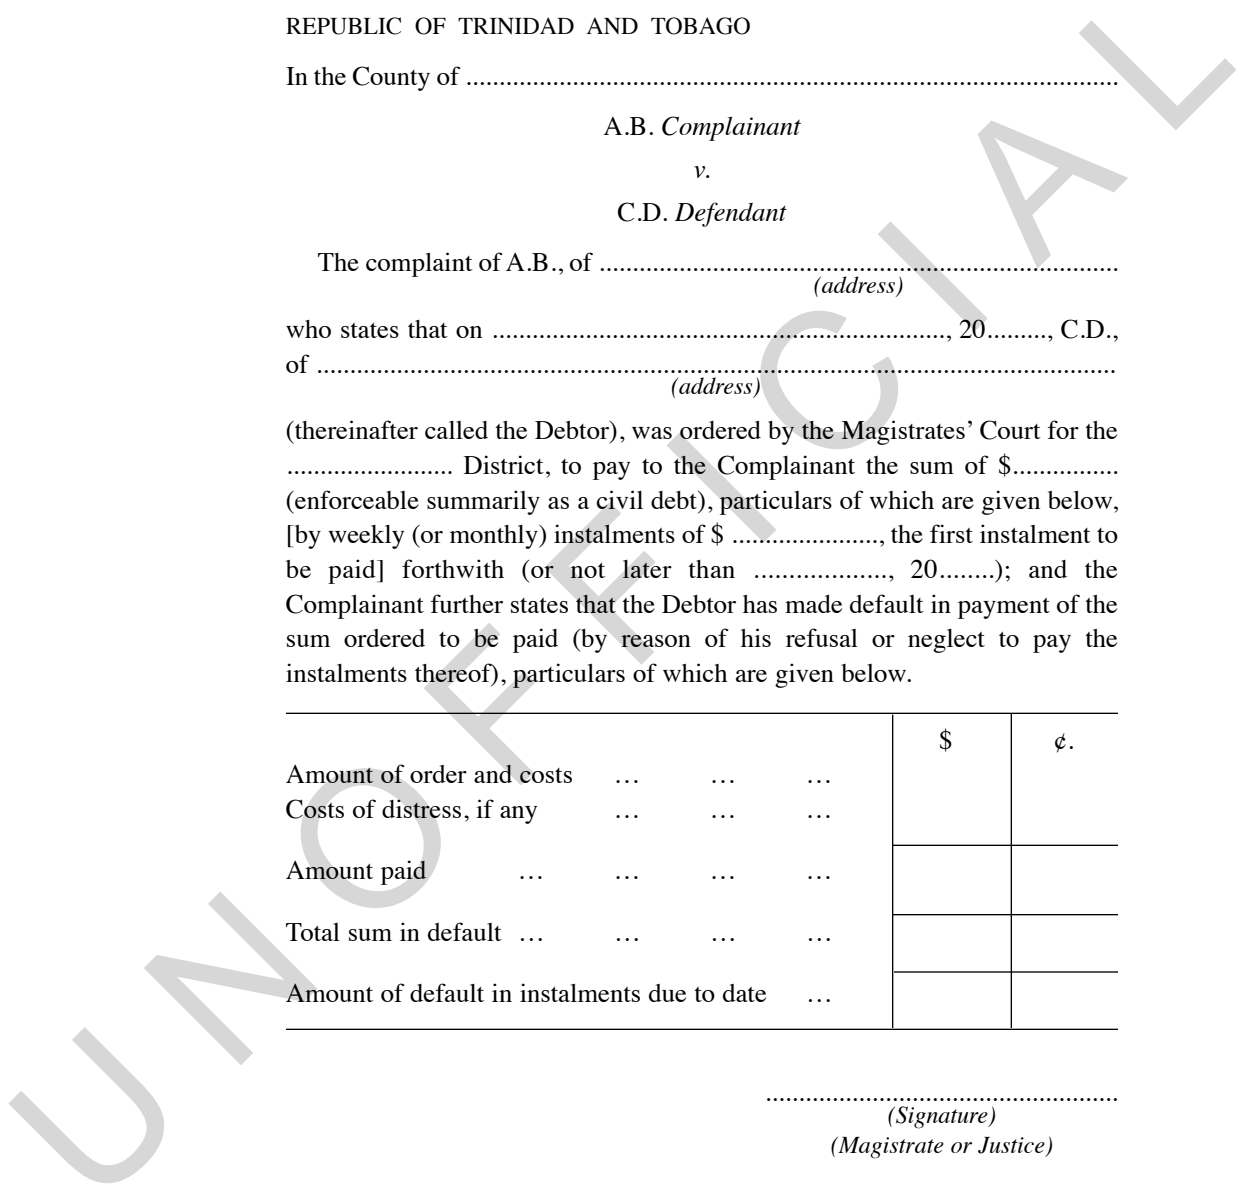 REPUBLIC OF TRINIDAD AND TOBAGO
In the County of ..................................................................................................
A.B. Complainant
v.
C.D. Defendant
The complaint of A.B., of ..............................................................................
(address)
who states that on ...................................................................., 20........., C.D.,
of ........................................................................................................................
(address)
(thereinafter called the Debtor), was ordered by the Magistrates’ Court for the
......................... District, to pay to the Complainant the sum of $................
(enforceable summarily as a civil debt), particulars of which are given below,
[by weekly (or monthly) instalments of $ ......................, the first instalment to
be paid] forthwith (or not later than ...................., 20........); and the
Complainant further states that the Debtor has made default in payment of the
sum ordered to be paid (by reason of his refusal or neglect to pay the
instalments thereof), particulars of which are given below.
$ ¢.
Amount of order and costs ... ... ...
Costs of distress, if any ... ... ...
Amount paid ... ... ... ...
Total sum in default ... ... ... ...
Amount of default in instalments due to date ...
.....................................................
(Signature)
(Magistrate or Justice)
UNOFFICIAL